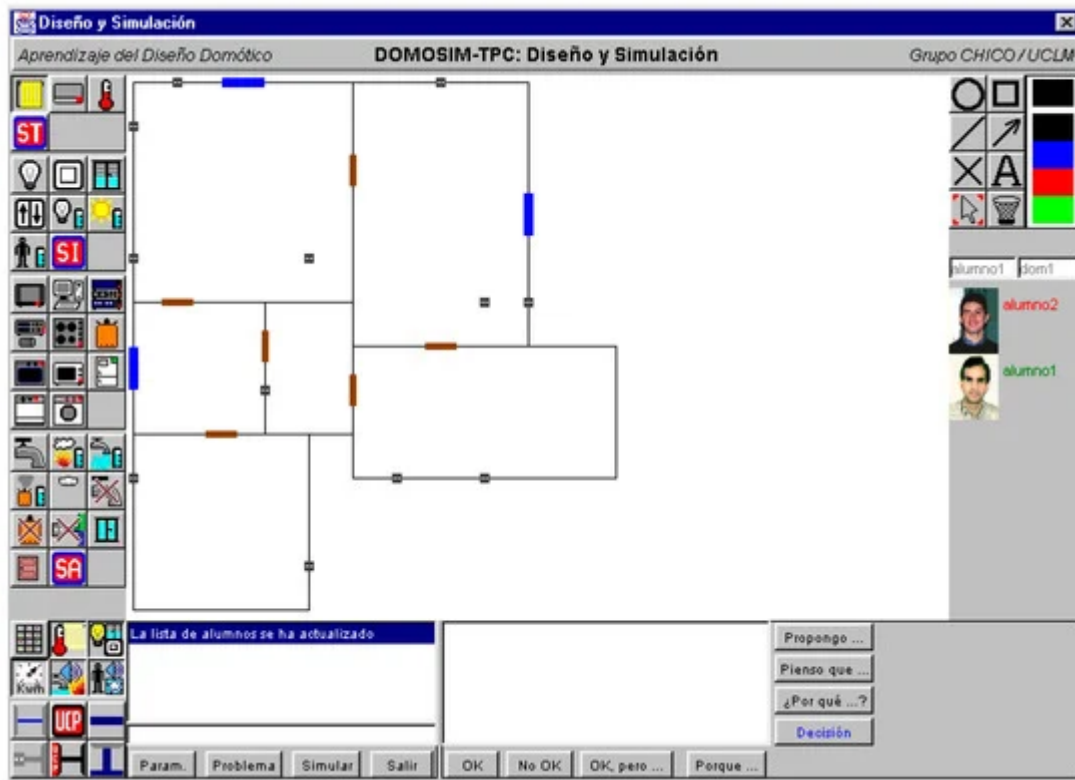 Diseño y Simulación
Aprendizaje del Diseño Domótico
DOMOSIM-TPC: Diseño y Simulación
Grupo CHICO / UCLM
ST
SI
SA
A
alumno1
dom1
alumno2
alumno1
Kwh
UCP
La lista de alumnos se ha actualizado
Propongo ...
Pienso que ...
¿Por qué ...?
Decisión
Param.
Problema
Simular
Salir
OK
No OK
OK, pero ...
Porque ...